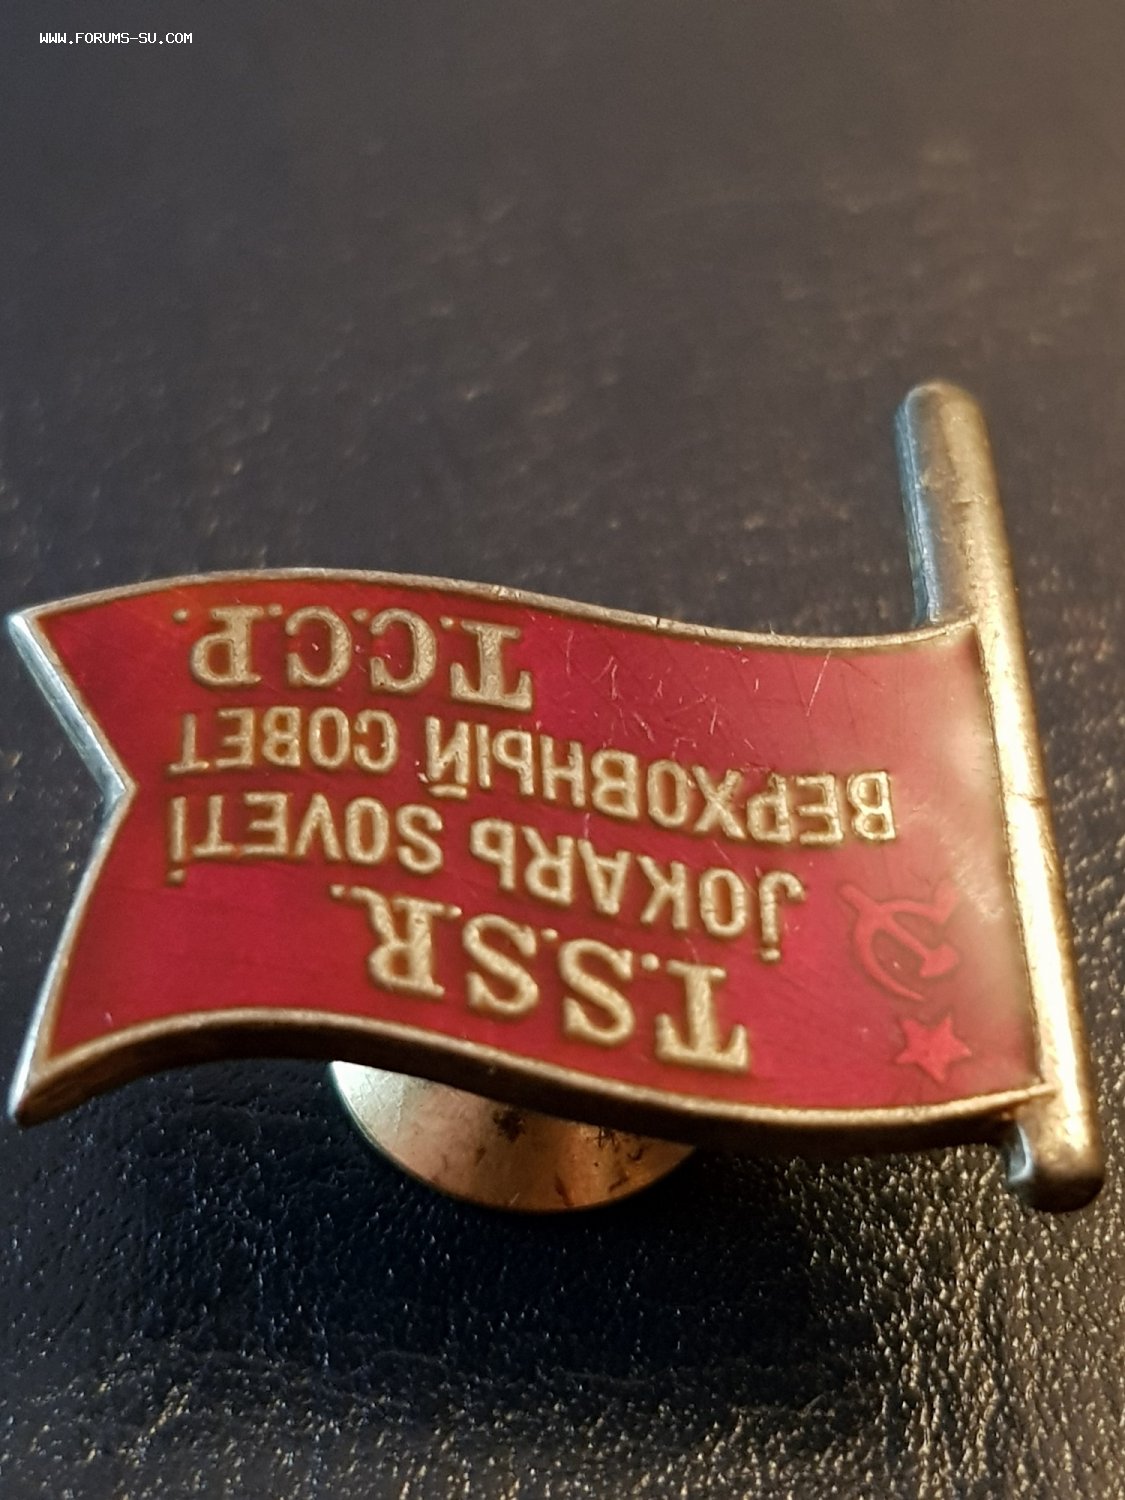 WWW.FORUMS-SU.COM
T.S.S.R.
JOKARЬ SOVETI
ВЕРХОВНЫЙ СОВЕТ
Т.С.С.Р.